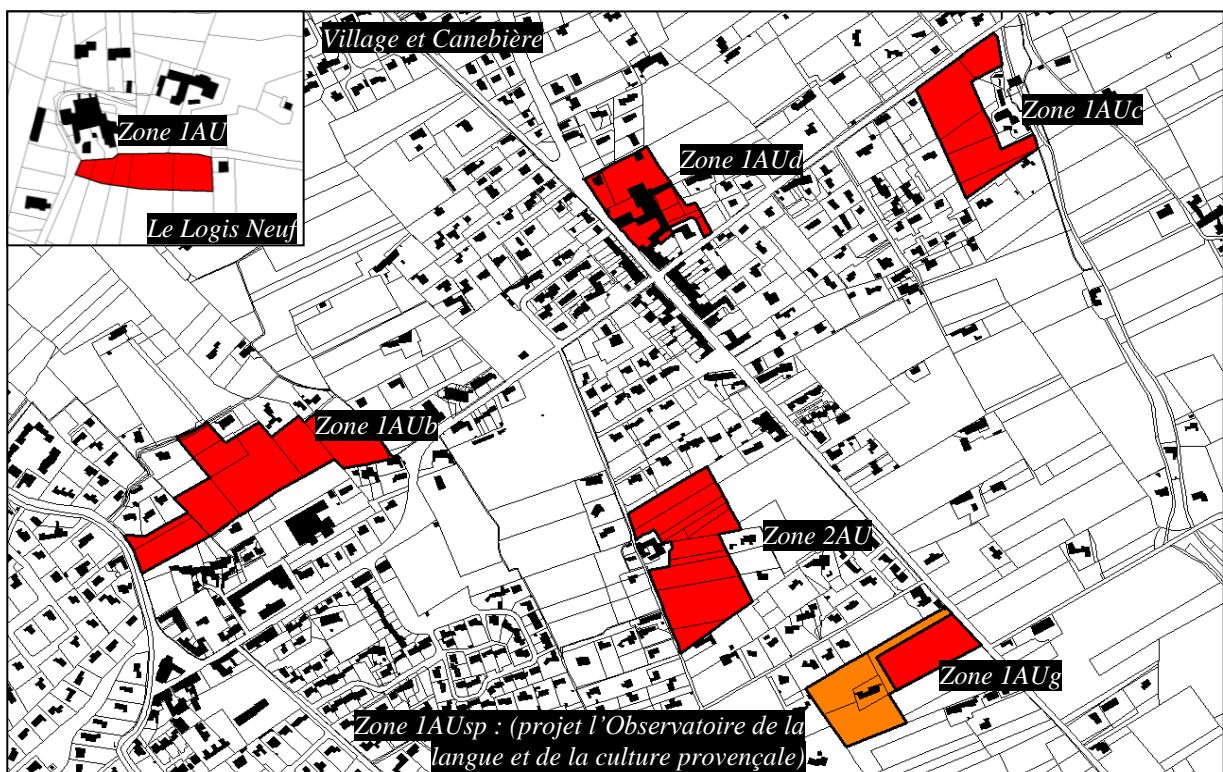 Village et Canebière
Zone 1AU
Le Logis Neuf
Zone 1AUc
Zone 1AUd
Zone 1AUb
Zone 2AU
Zone 1AUg
Zone 1AUsp : (projet l’Observatoire de la
langue et de la culture provençale)